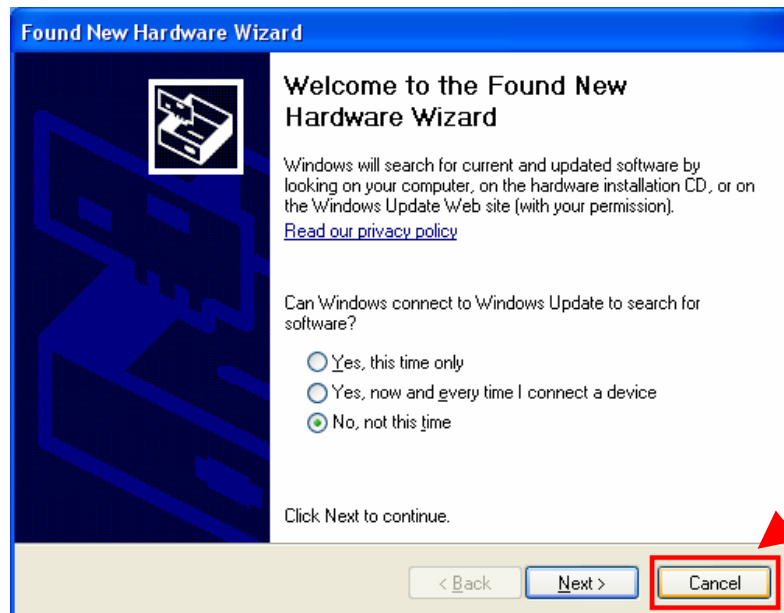 Found New Hardware Wizard
Welcome to the Found New
Hardware Wizard
Windows will search for current and updated software by
looking on your computer, on the hardware installation CD, or on
the Windows Update Web site (with your permission).
Read our privacy policy
Can Windows connect to Windows Update to search for
software?
Yes, this time only
Yes, now and every time I connect a device
No, not this time
Click Next to continue.
< Back Next > Cancel